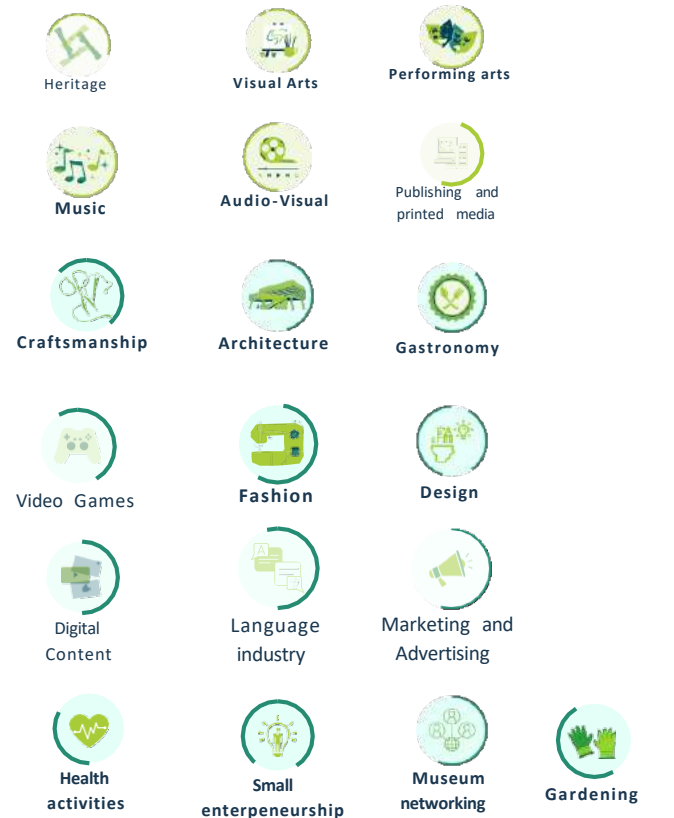 Heritage
Visual Arts
Performing arts
Music
Audio-Visual
Publishing and
printed media
Craftsmanship
Architecture
Gastronomy
Video Games
Fashion
Design
Digital
Content
Language
industry
Marketing and
Advertising
Health
activities
Small
enterpeneurship
Museum
networking
Gardening